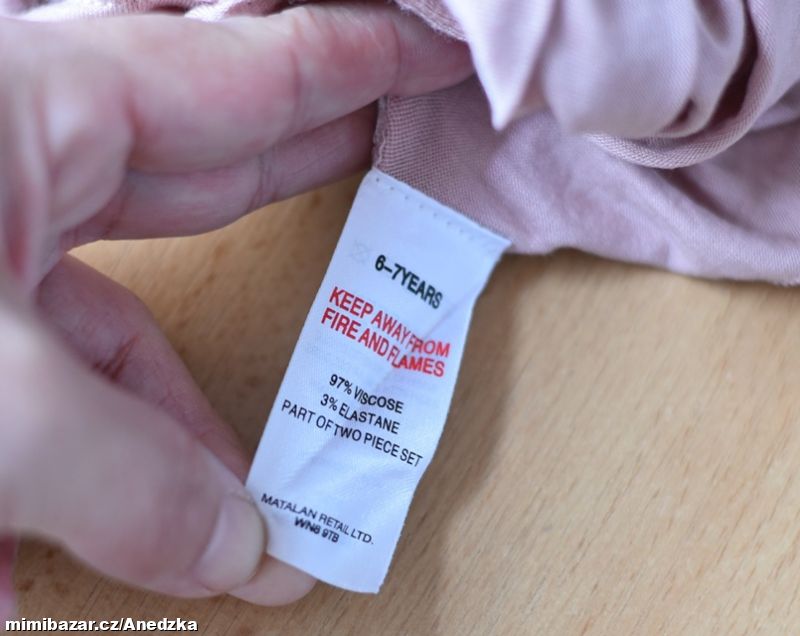 6-7YEARS
KEEP AWAY FROM
FIRE AND FLAMES
97% VISCOSE
3% ELASTANE
PART OF TWO PIECE SET
MATALAN RETAIL LTD.
WN8 9TB
mimibazar.cz/Anedzka